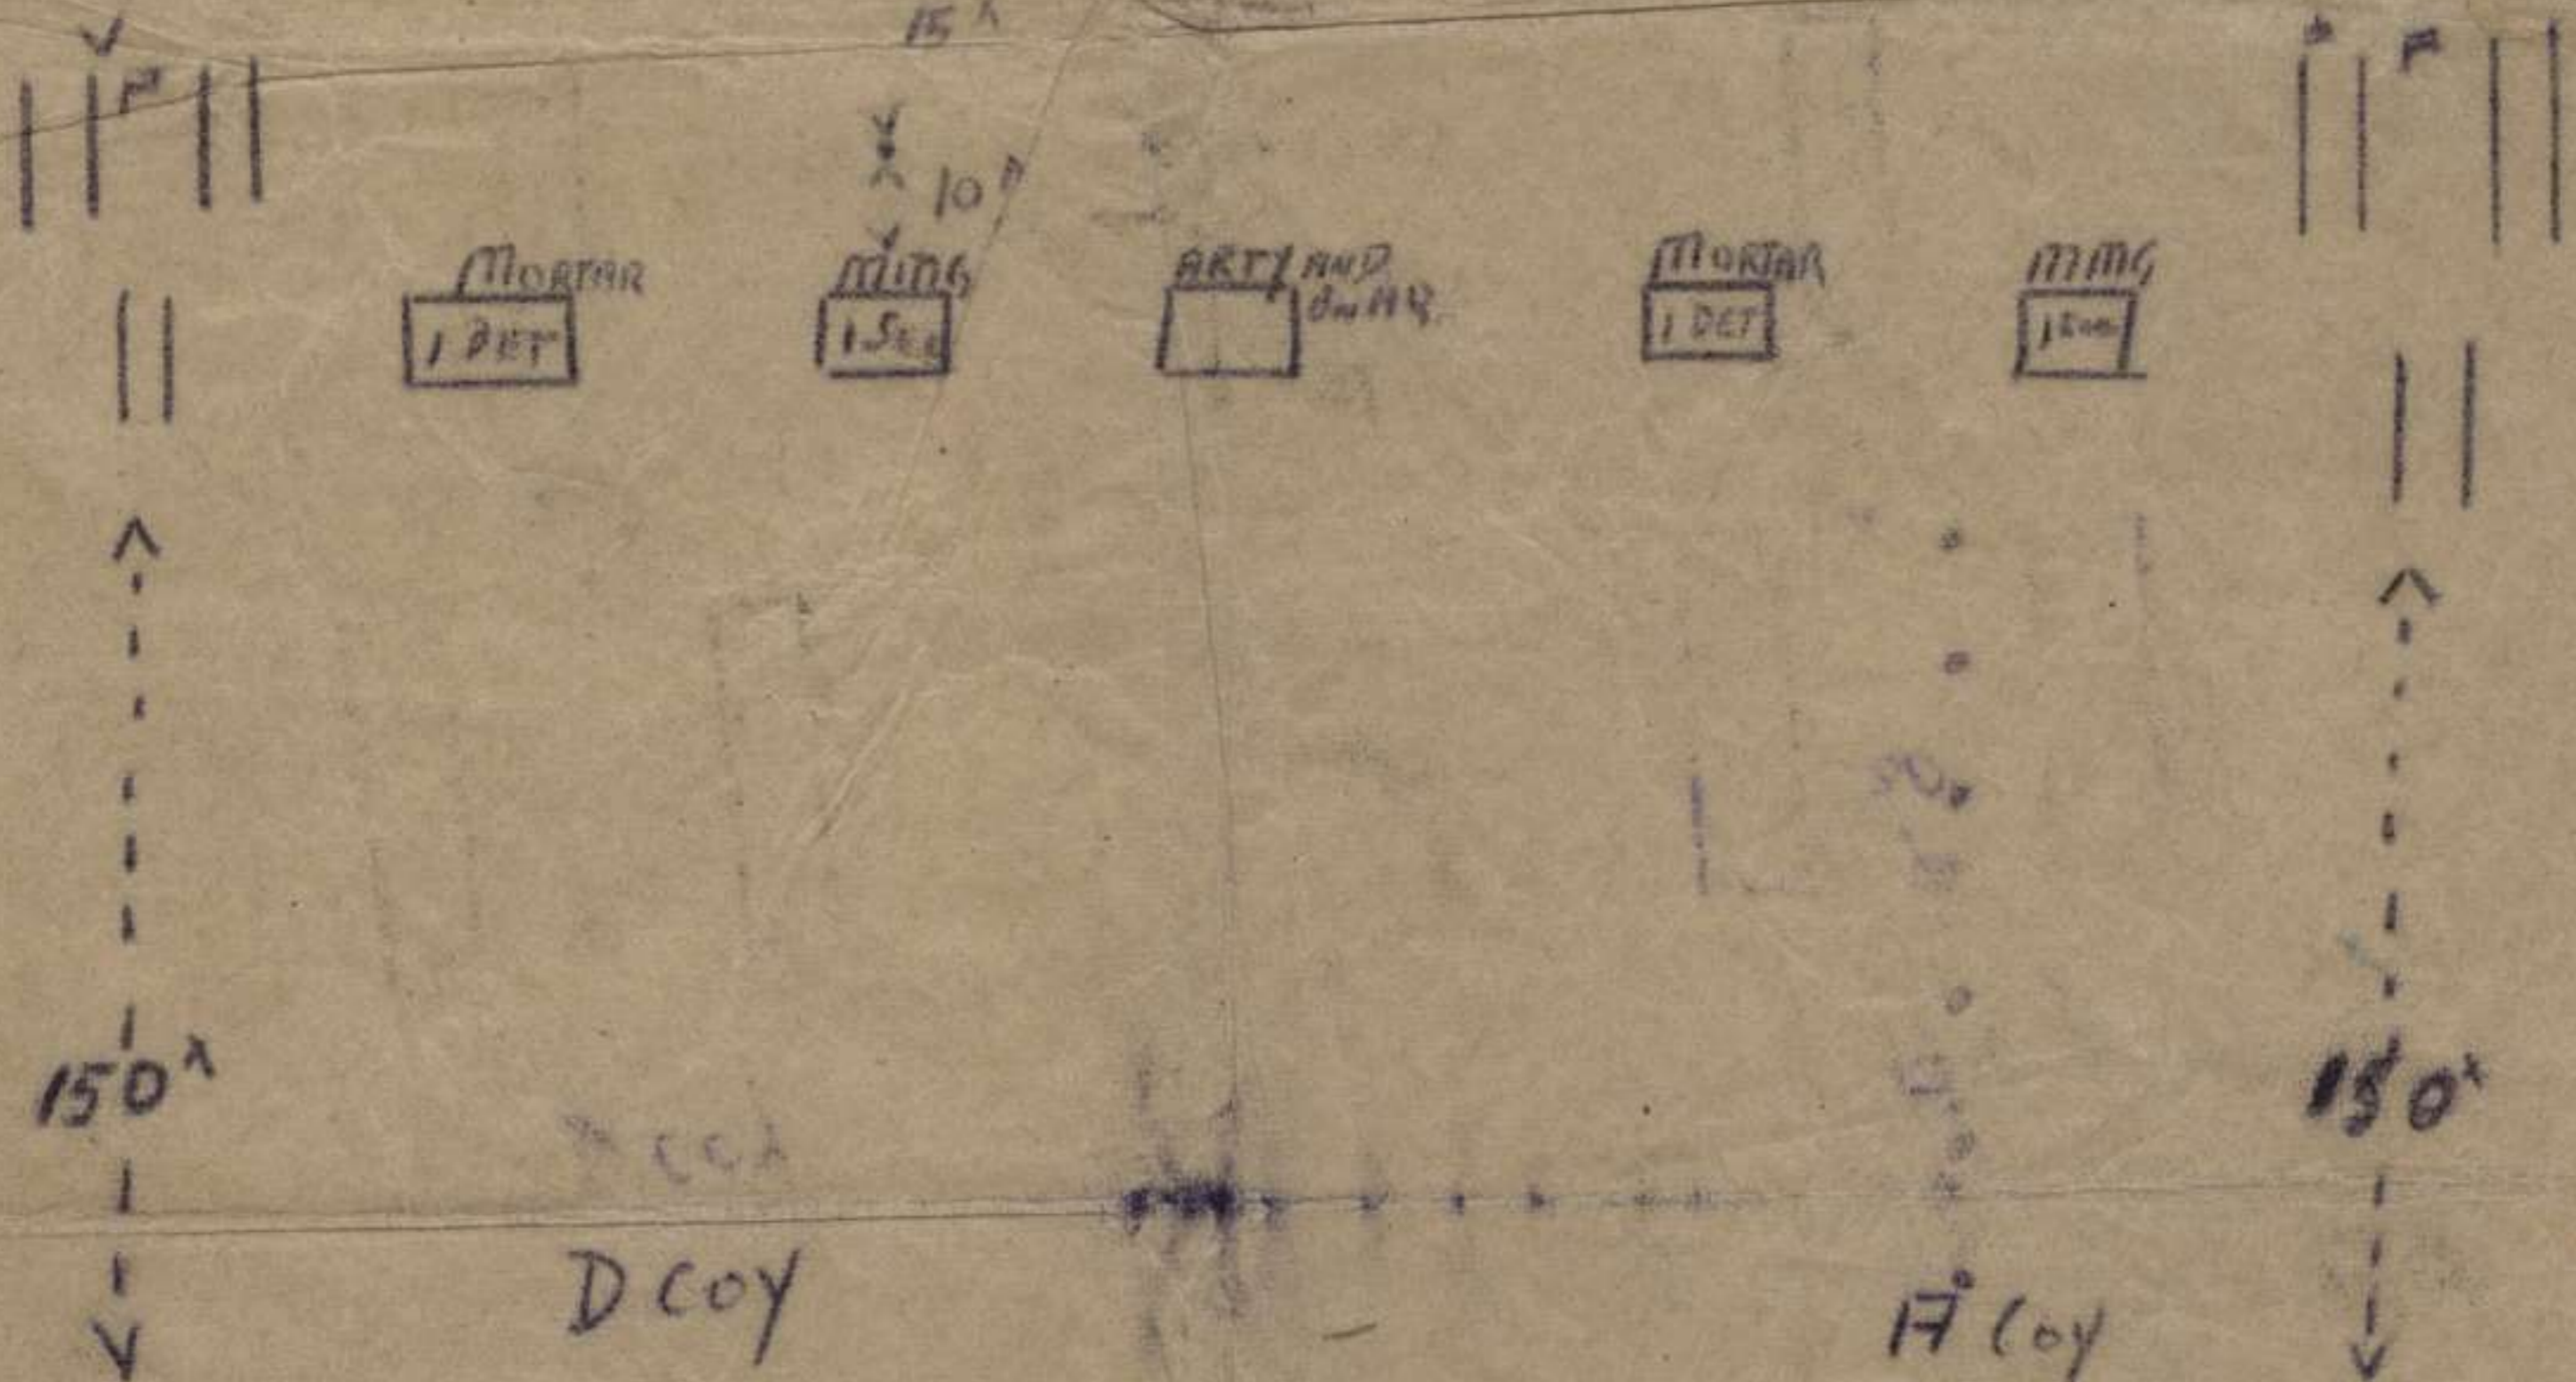 15 x
10 x
MORTAR
MMG
ARTY AND
Bn HQ.
MORTAR
MMG
1 DET
1 SEC
1 DET
150 x
150 x
D COY
A COY